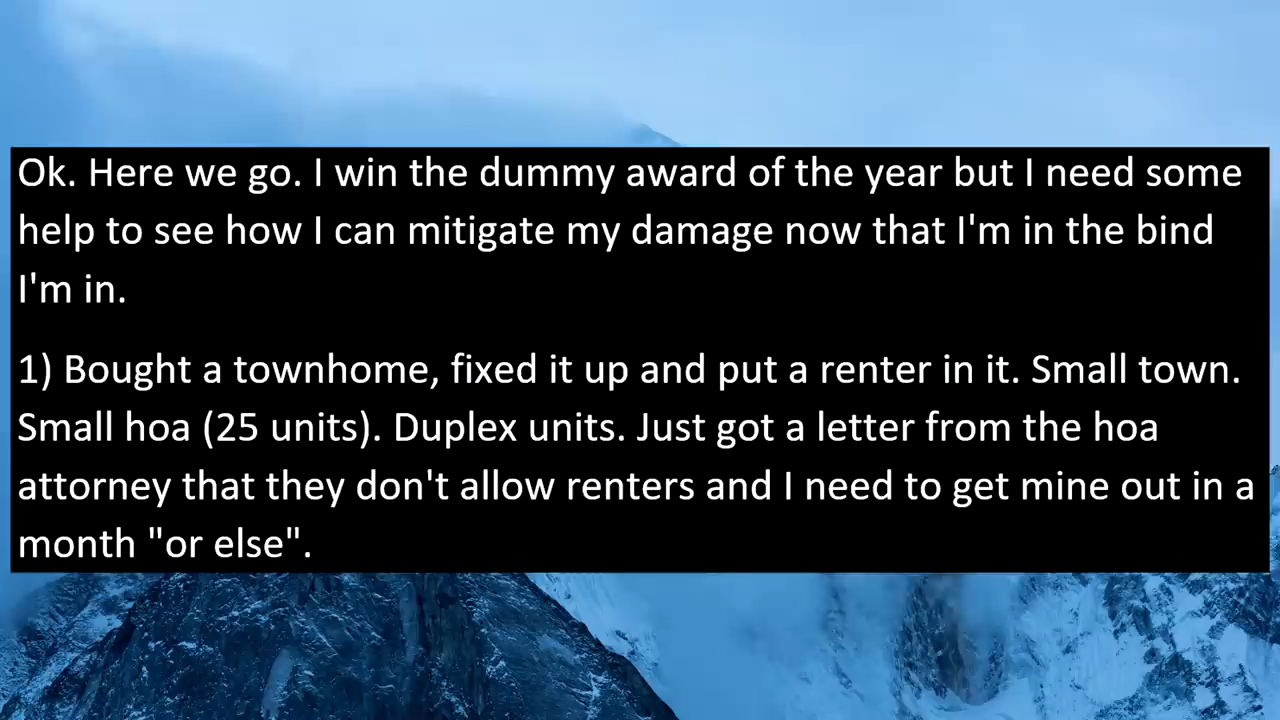 Ok. Here we go. I win the dummy award of the year but I need some
help to see how I can mitigate my damage now that I'm in the bind
I'm in.
1) Bought a townhome, fixed it up and put a renter in it. Small town.
Small hoa (25 units). Duplex units. Just got a letter from the hoa
attorney that they don't allow renters and I need to get mine out in a
month "or else".